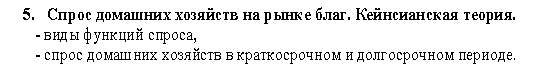 5. Спрос домашних хозяйств на рынке благ. Кейнсианская теория.
- виды функций спроса,
- спрос домашних хозяйств в краткосрочном и долгосрочном периоде.